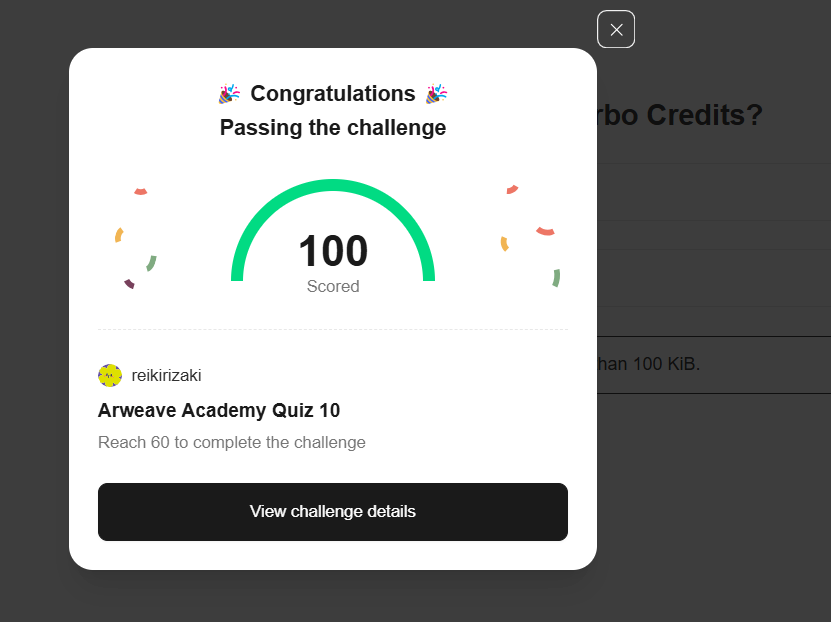 🎉 Congratulations 🎉
Passing the challenge
rbo Credits?
100
Scored
han 100 KiB.
reikirizaki
Arweave Academy Quiz 10
Reach 60 to complete the challenge
View challenge details